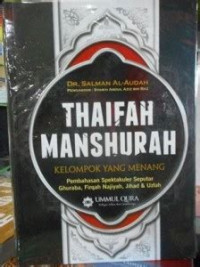 DR. SALMAN AL-AUDAH
THAIFAH
MANSHURAH
KELOMPOK YANG MENANG
Pembahasan Spektakuler Seputar
Ghuraba, Firqah Najiyah, Jihad & Uzlah
UMMUL QURA